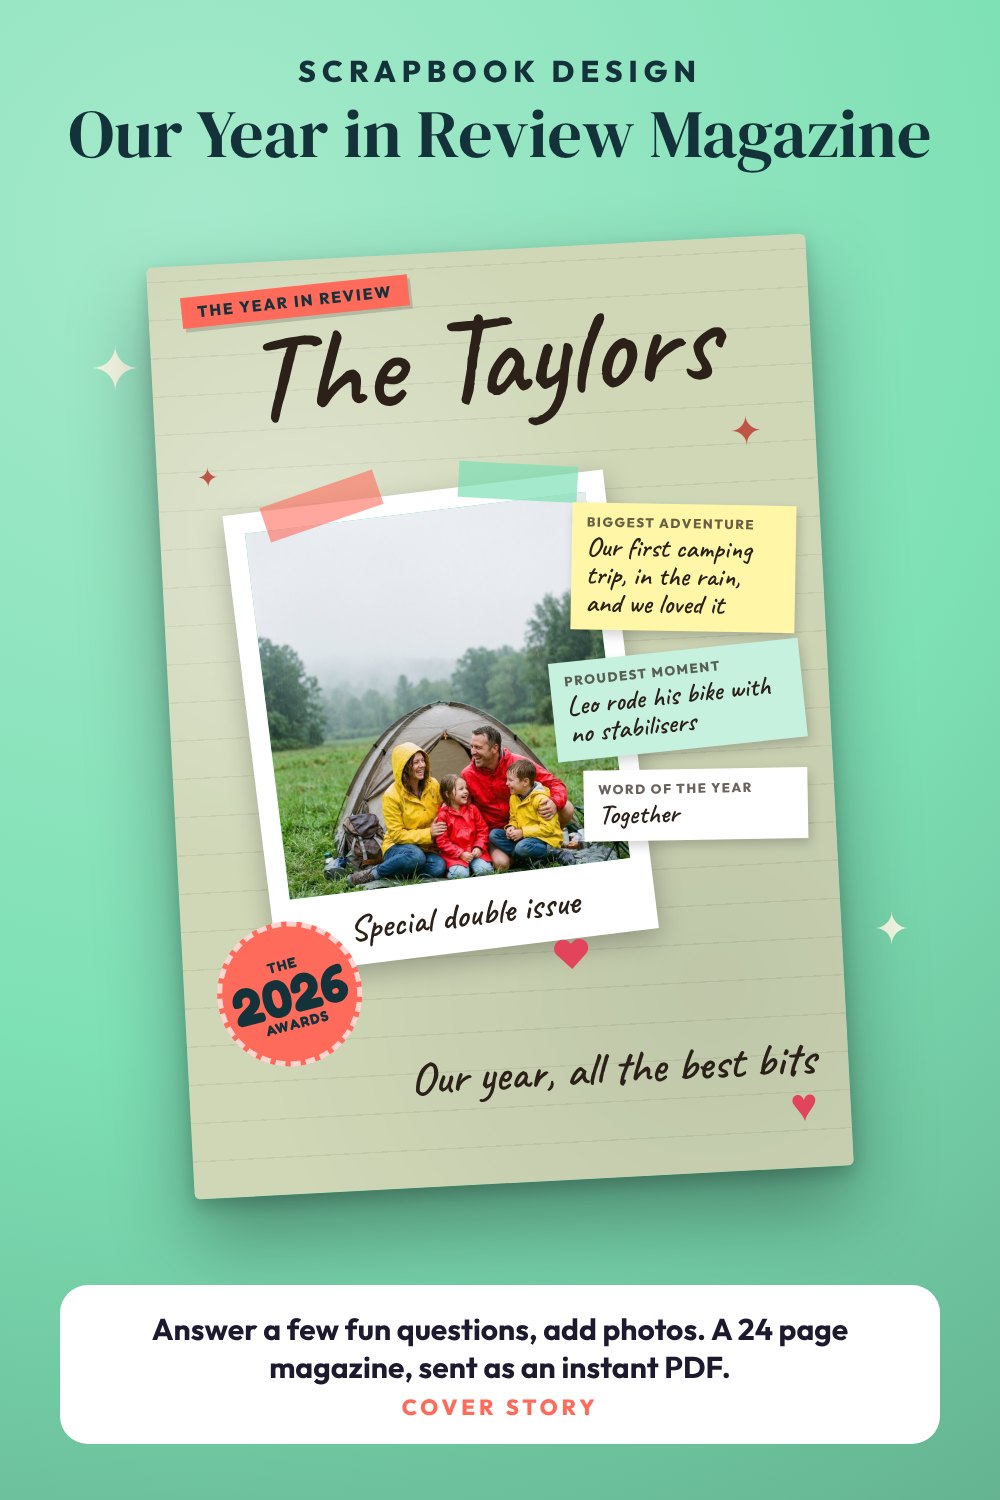 SCRAPBOOK DESIGN
Our Year in Review Magazine
THE YEAR IN REVIEW
The Taylors
BIGGEST ADVENTURE
Our first camping
trip, in the rain,
and we loved it
PROUDEST MOMENT
Leo rode his bike with
no stabilisers
WORD OF THE YEAR
Together
Special double issue
THE
2026
AWARDS
Our year, all the best bits
Answer a few fun questions, add photos. A 24 page
magazine, sent as an instant PDF.
COVER STORY